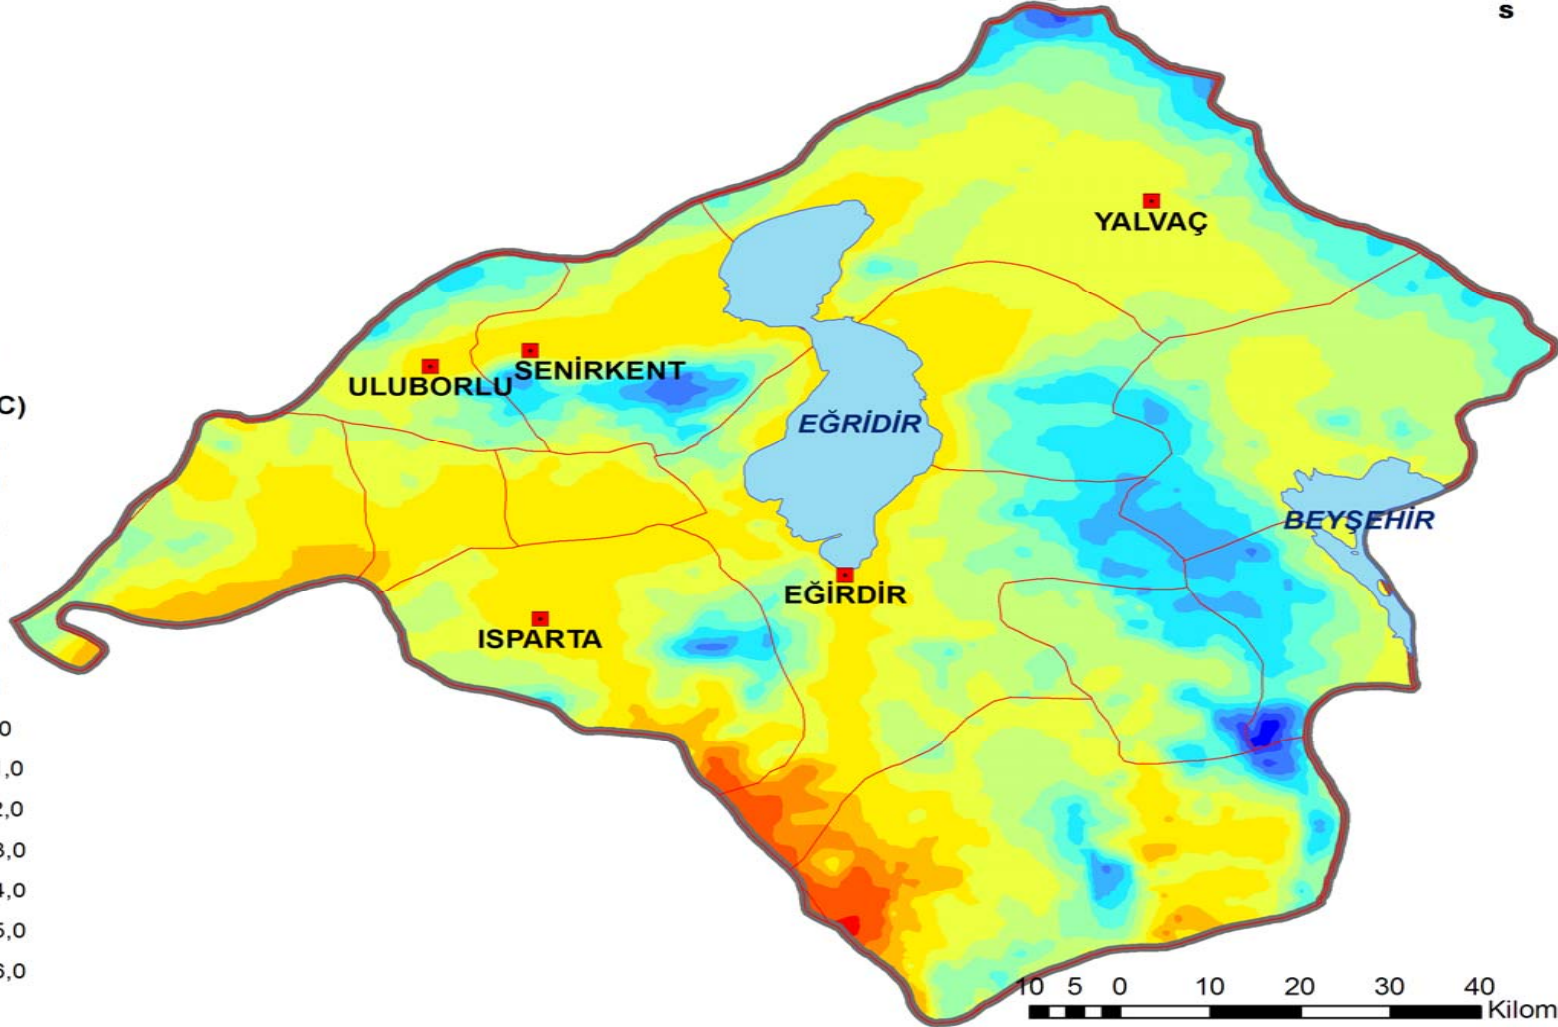 s
YALVAÇ
SENİRKENT
ULUBORLU
C)
EĞRİDİR
BEYŞEHİR
EĞİRDİR
ISPARTA
0
,0
2,0
3,0
4,0
5,0
6,0
10 5 0 10 20 30 40
Kilom